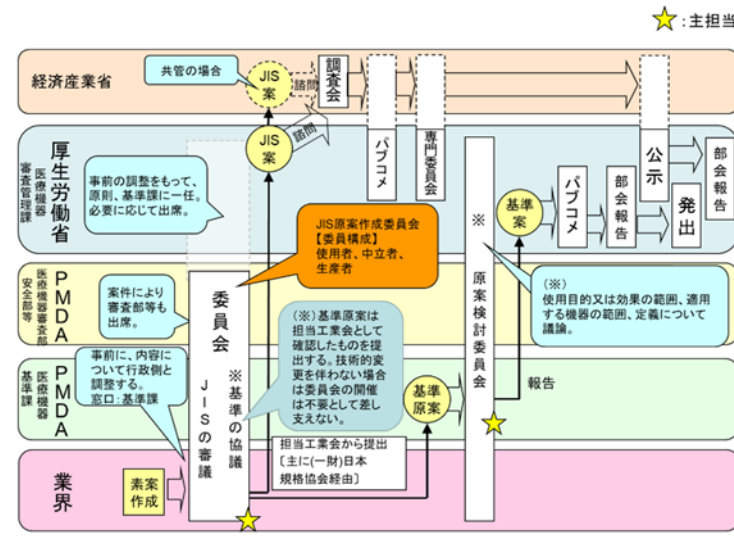 ：主担当
経済産業省
共管の場合
JIS
案
諮問
調査会
厚生労働省
医療機器
審査管理課
事前の調整をもって、
原則、基準課に一任。
必要に応じて出席。
JIS
案
諮問
パブコメ
専門委員会
公示
部会報告
JIS原案作成委員会
【委員構成】
使用者、中立者、
生産者
※
原案検討委員会
基準
案
パブコメ
部会報告
発出
PMDA
医療機器審査部
安全部等
案件により
審査部等も
出席。
委員会
JISの審議
※基準の協議
(※)基準原案は
担当工業会として
確認したものを提
出する。技術的変
更を伴わない場合
は委員会の開催
は不要として差し
支えない。
(※)
使用目的又は効果の範囲、適用
する機器の範囲、定義について
議論。
PMDA
医療機器
基準課
事前に、内容に
ついて行政側と
調整する。
窓口：基準課
基準
原案
報告
業界
素案
作成
担当工業会から提出
〔主に(一財)日本
規格協会経由〕